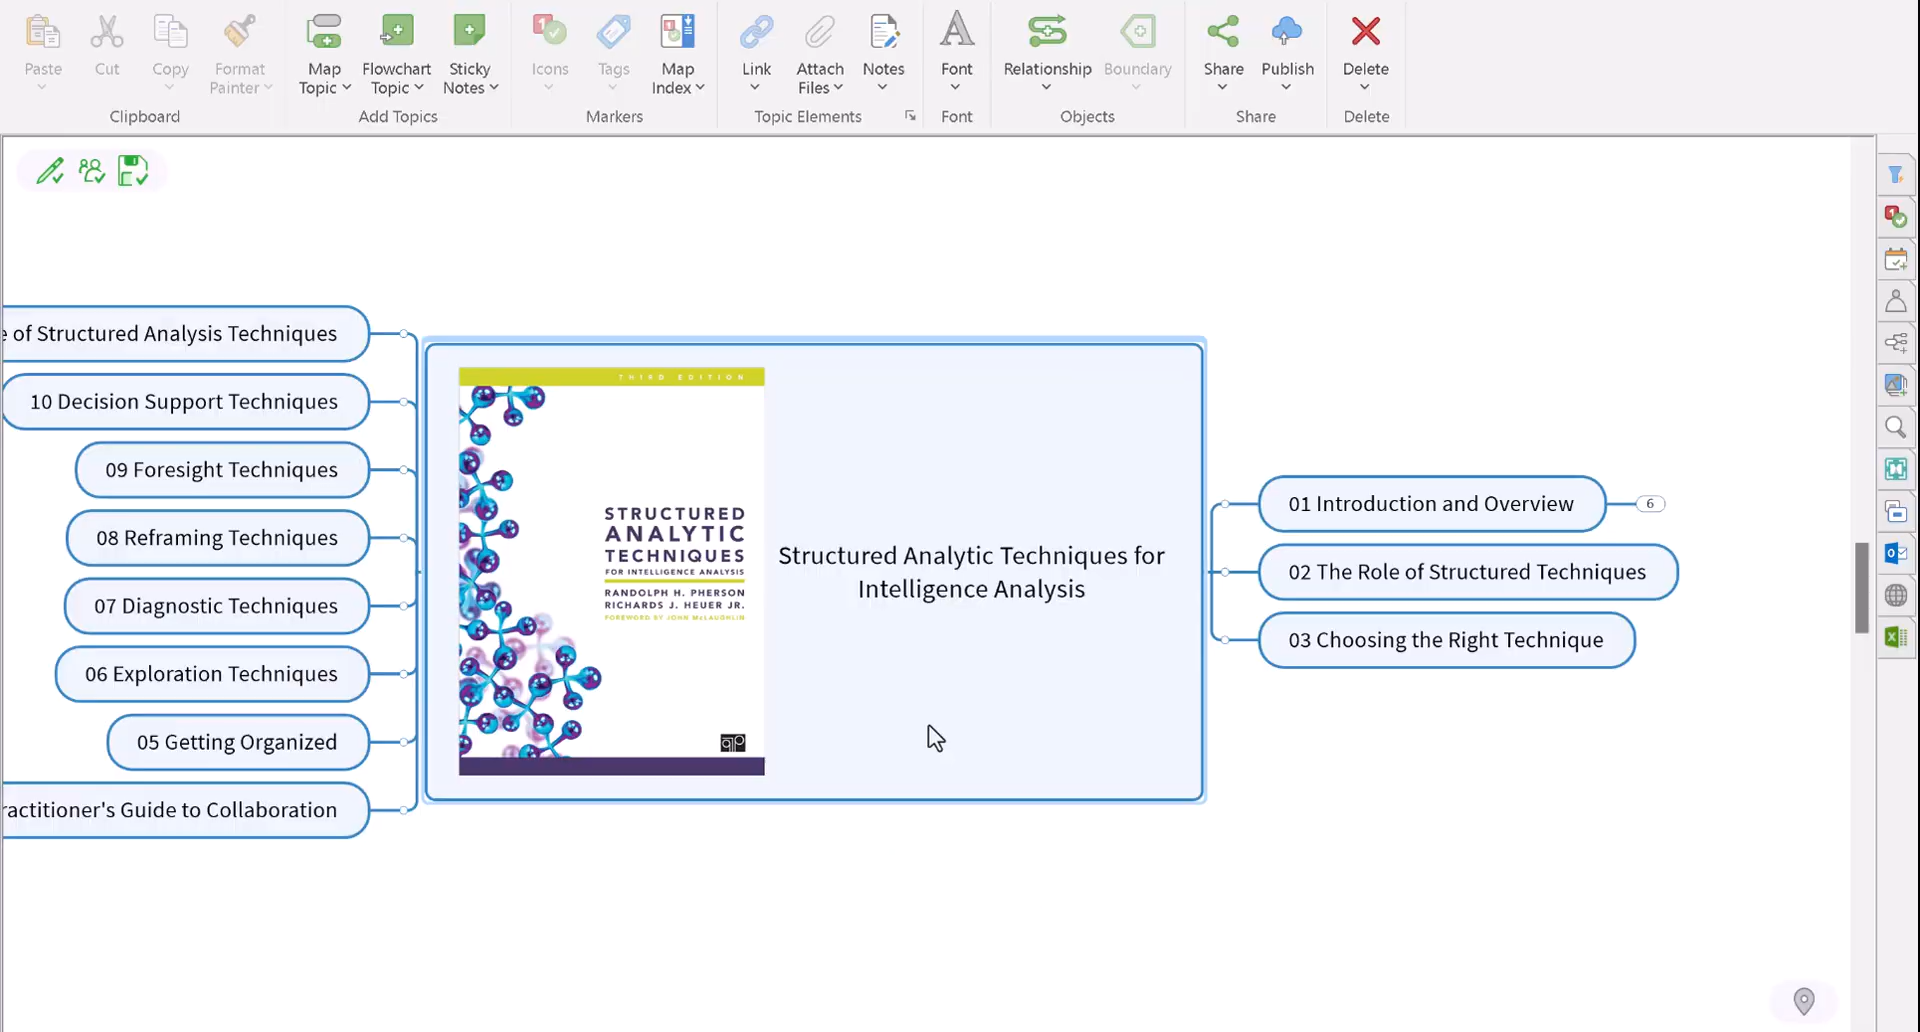 Paste
Cut
Copy
Format
Painter
Clipboard
Map
Topic
Flowchart
Topic
Sticky
Notes
Add Topics
Icons
Tags
Map
Index
Markers
Link
Attach
Files
Notes
Topic Elements
Font
Font
Relationship
Boundary
Objects
Share
Publish
Share
Delete
Delete
e of Structured Analysis Techniques
10 Decision Support Techniques
09 Foresight Techniques
08 Reframing Techniques
07 Diagnostic Techniques
06 Exploration Techniques
05 Getting Organized
ractitioner's Guide to Collaboration
THIRD EDITION
STRUCTURED
ANALYTIC
TECHNIQUES
FOR INTELLIGENCE ANALYSIS
RANDOLPH H. PHERSON
RICHARDS J. HEUER JR.
FOREWORD BY JOHN McLAUGHLIN
Structured Analytic Techniques for
Intelligence Analysis
01 Introduction and Overview
6
02 The Role of Structured Techniques
03 Choosing the Right Technique